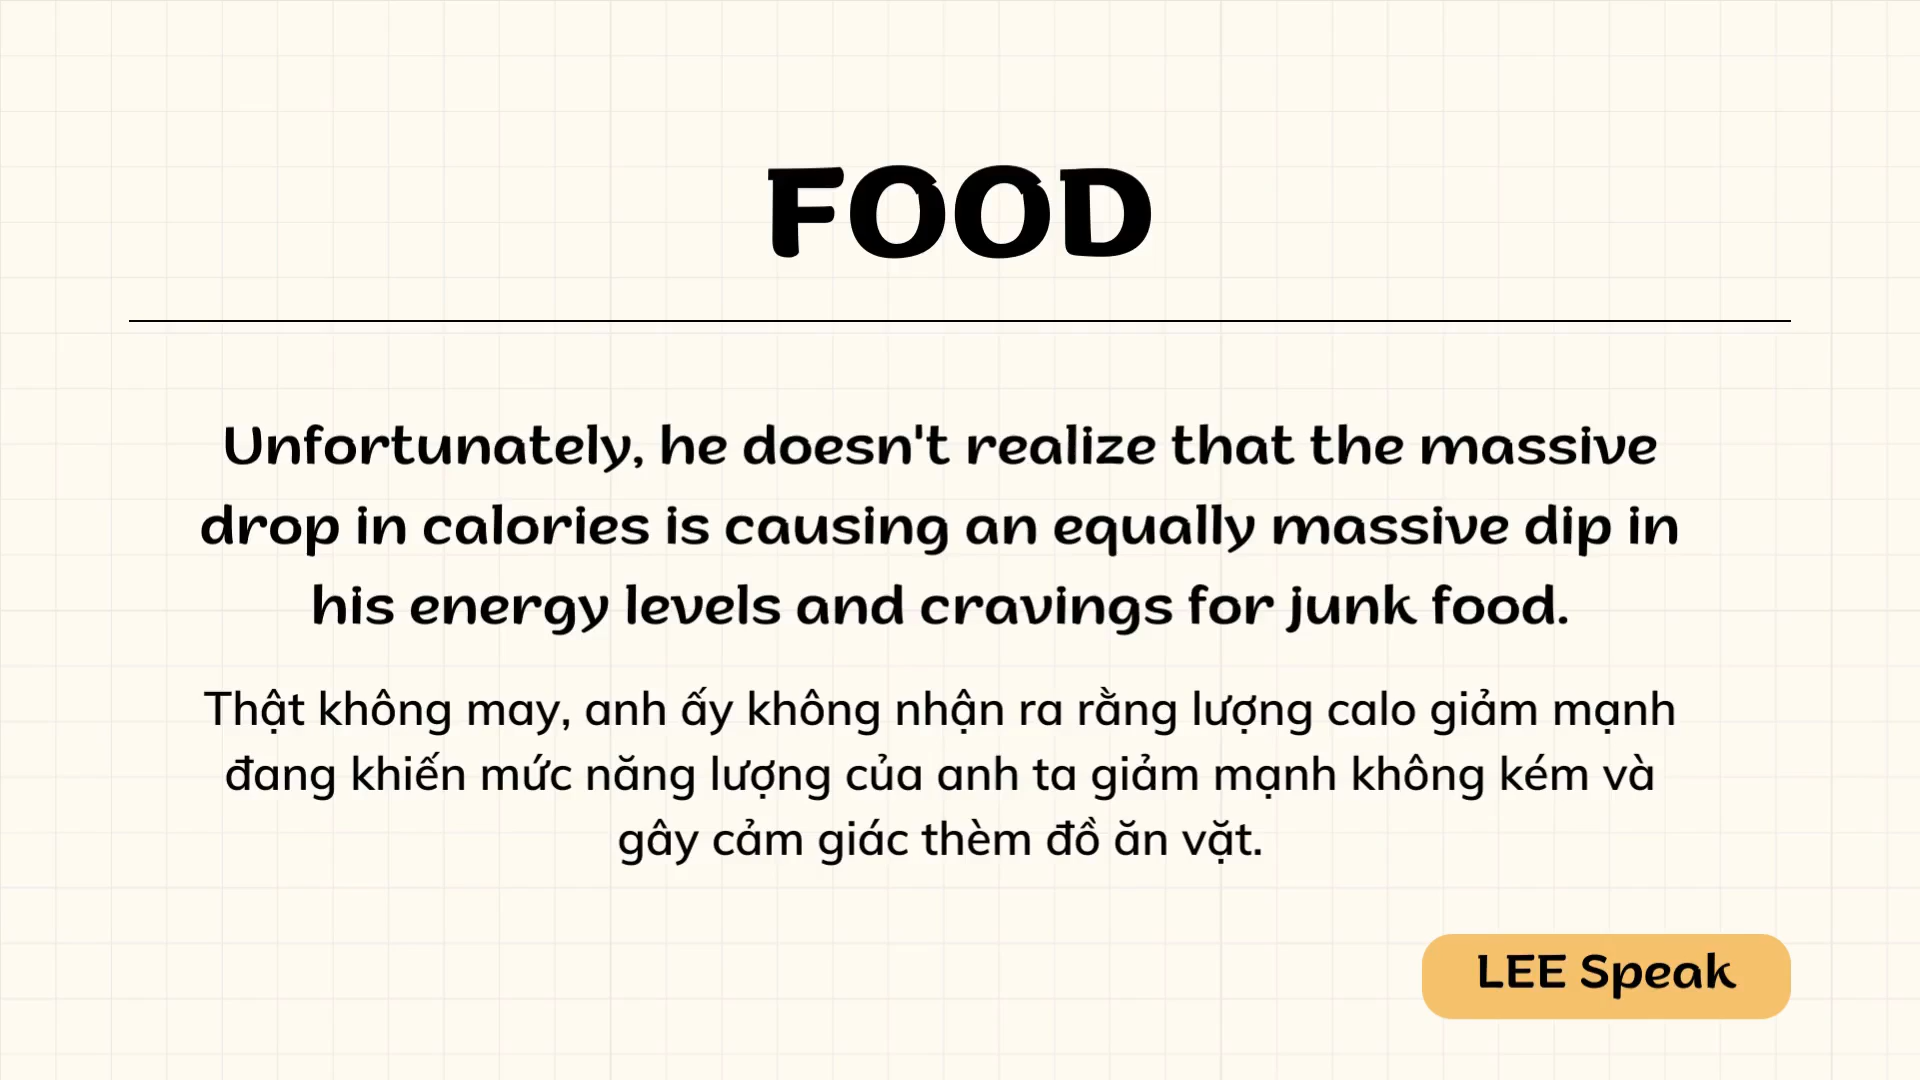 FOOD
Unfortunately, he doesn't realize that the massive
drop in calories is causing an equally massive dip in
his energy levels and cravings for junk food.
Thật không may, anh ấy không nhận ra rằng lượng calo giảm mạnh
đang khiến mức năng lượng của anh ta giảm mạnh không kém và
gây cảm giác thèm đồ ăn vặt.
LEE Speak